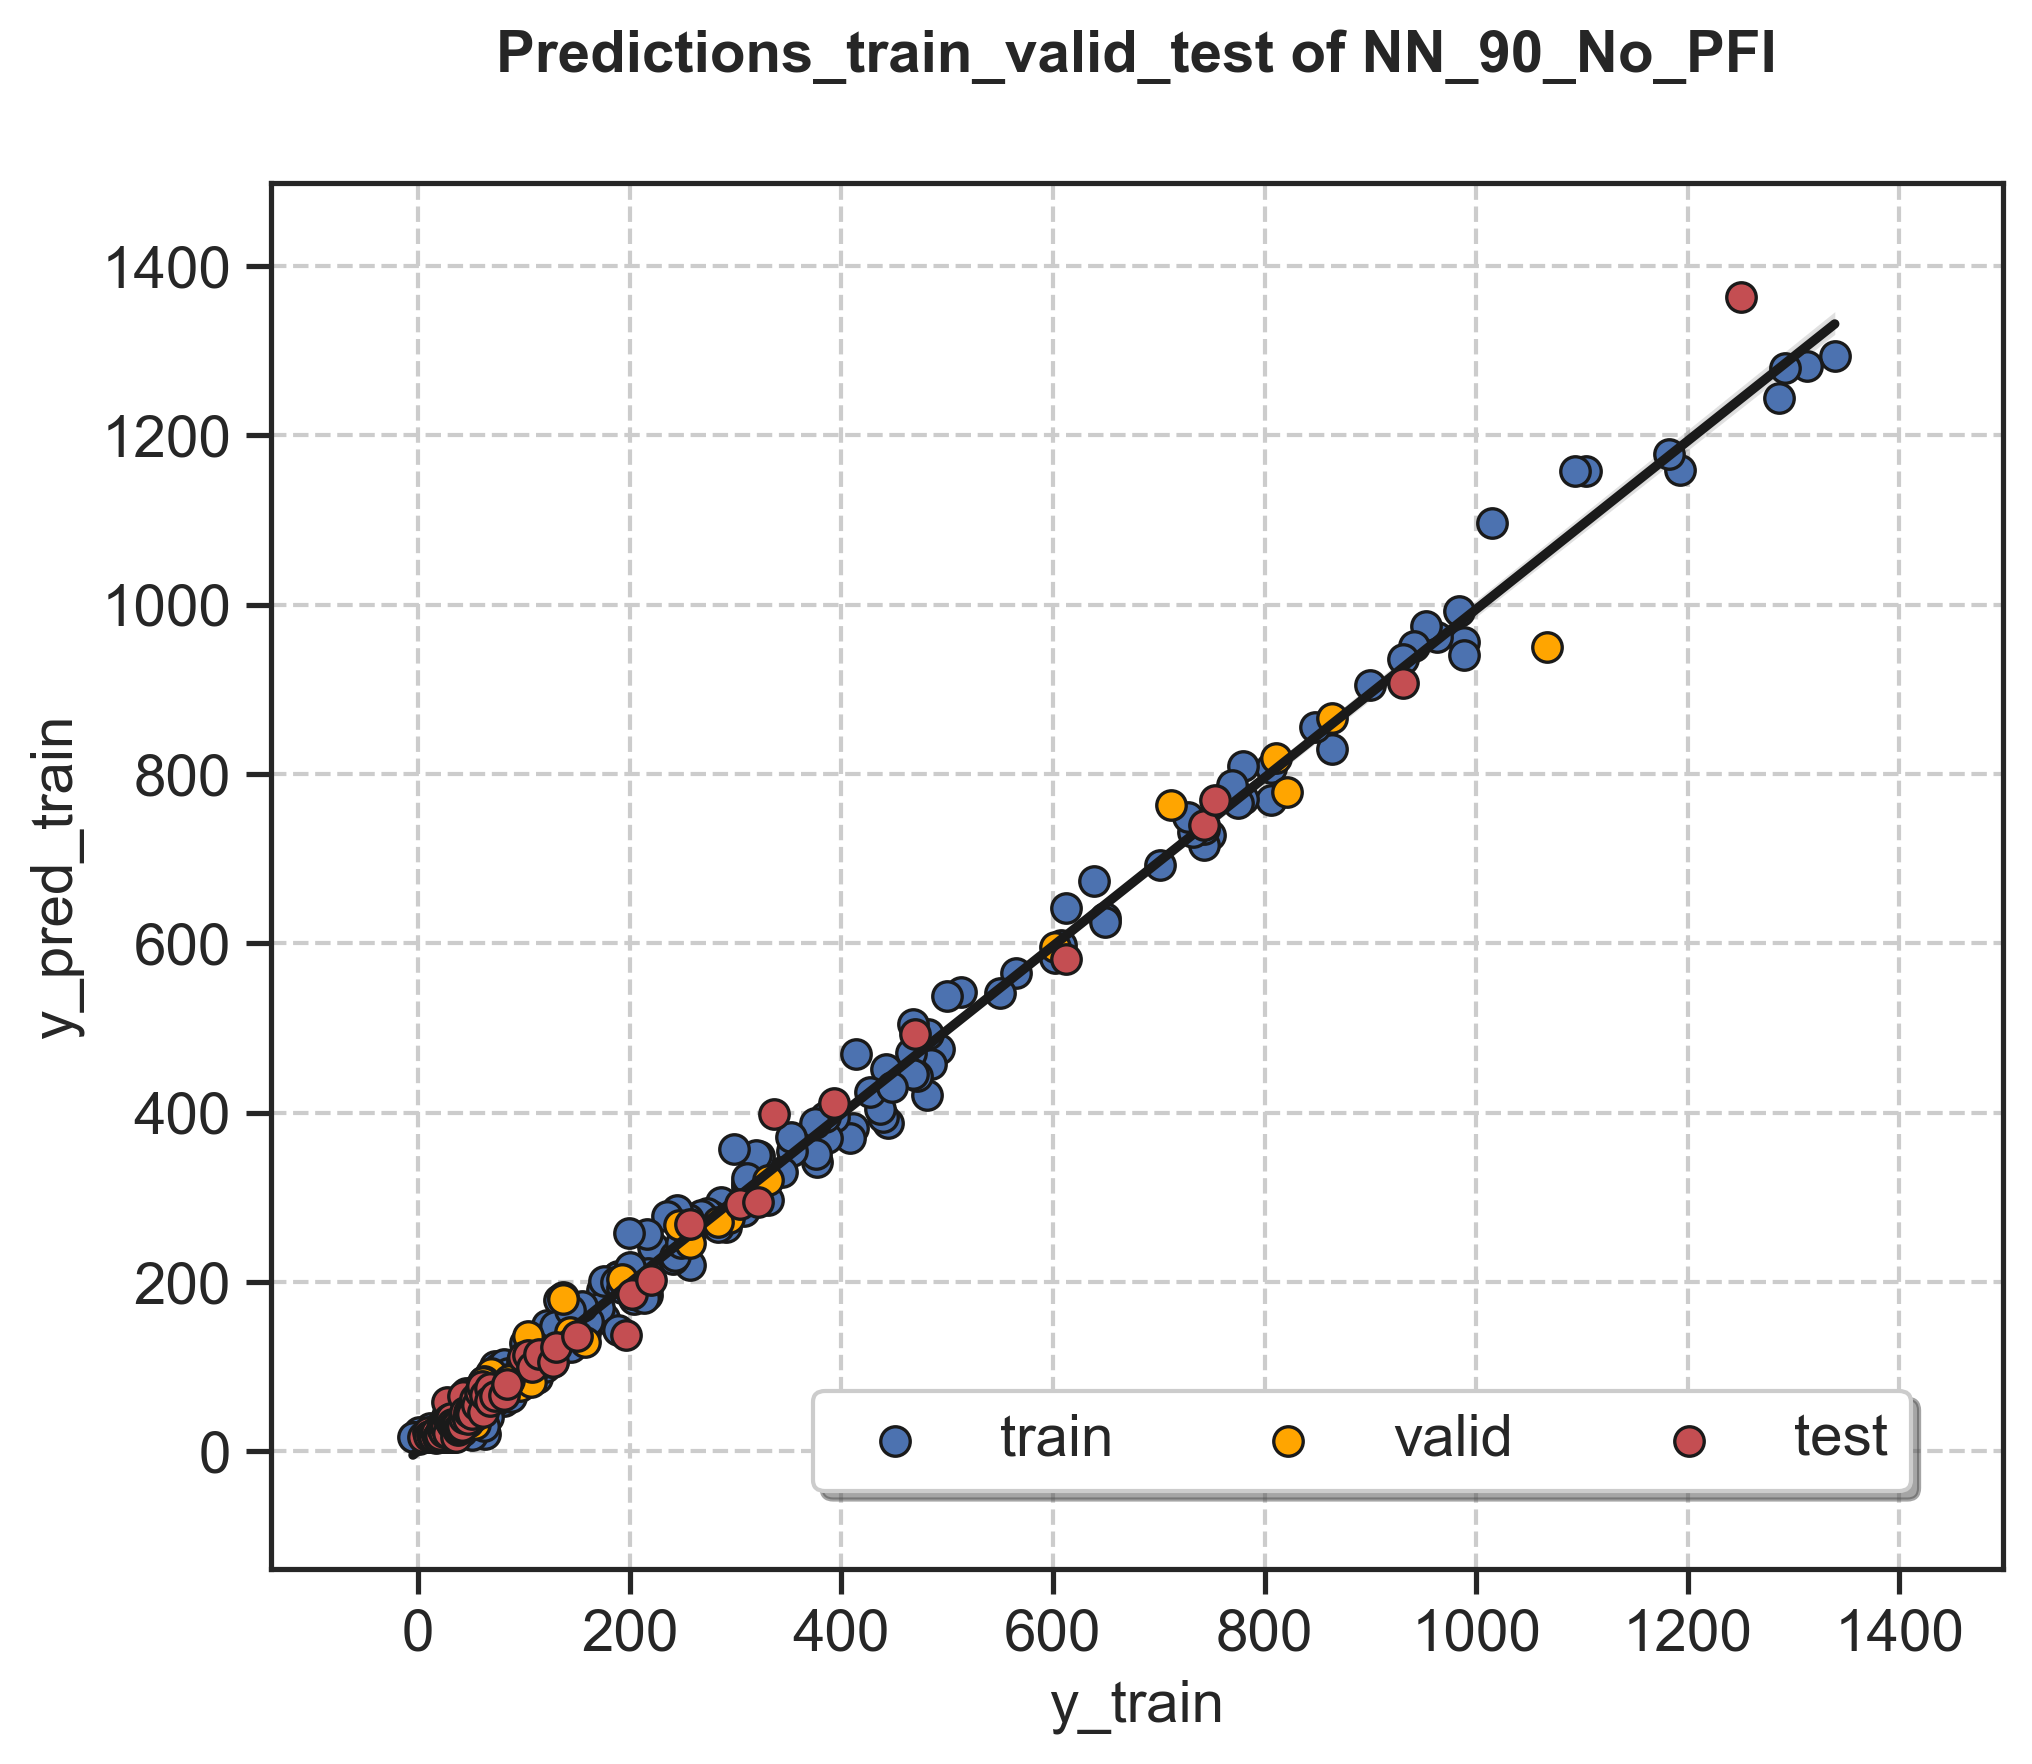 Predictions_train_valid_test of NN_90_No_PFI
1400
1200
1000
800
600
400
200
0
y_pred_train
train valid test
0 200 400 600 800 1000 1200 1400
y_train